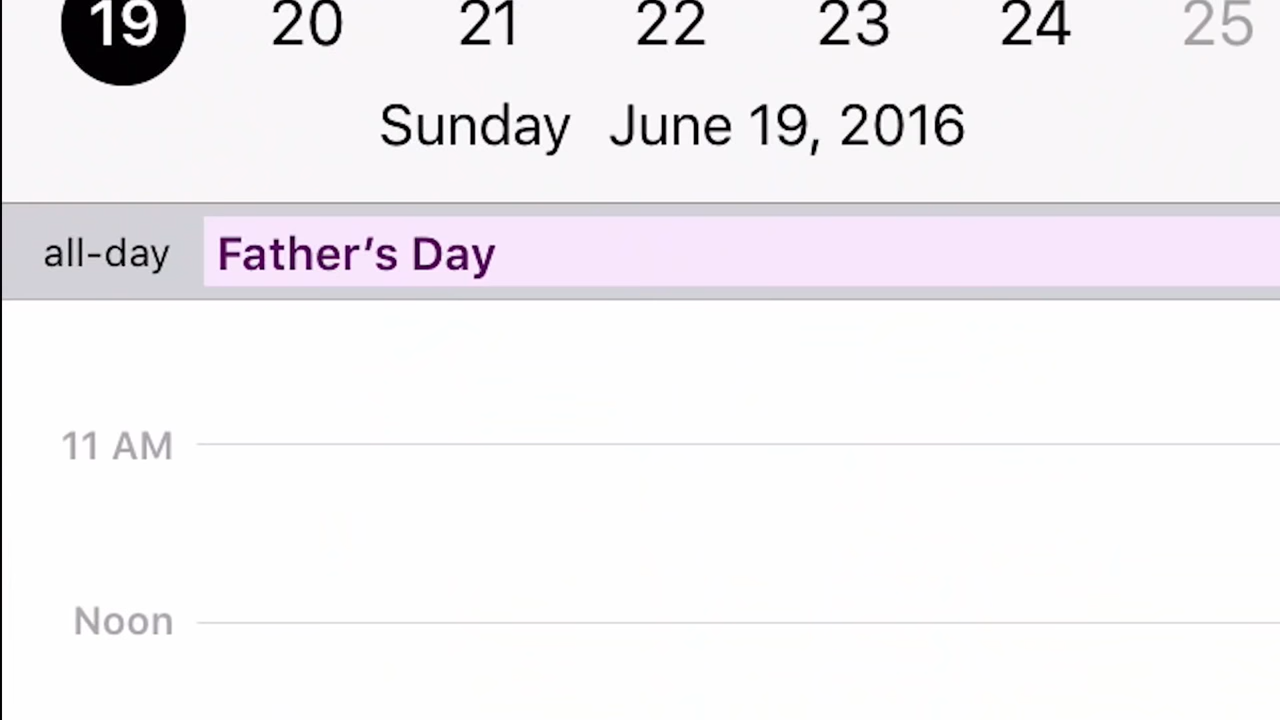 19 20 21 22 23 24 25
Sunday June 19, 2016
all-day Father’s Day
11 AM
Noon